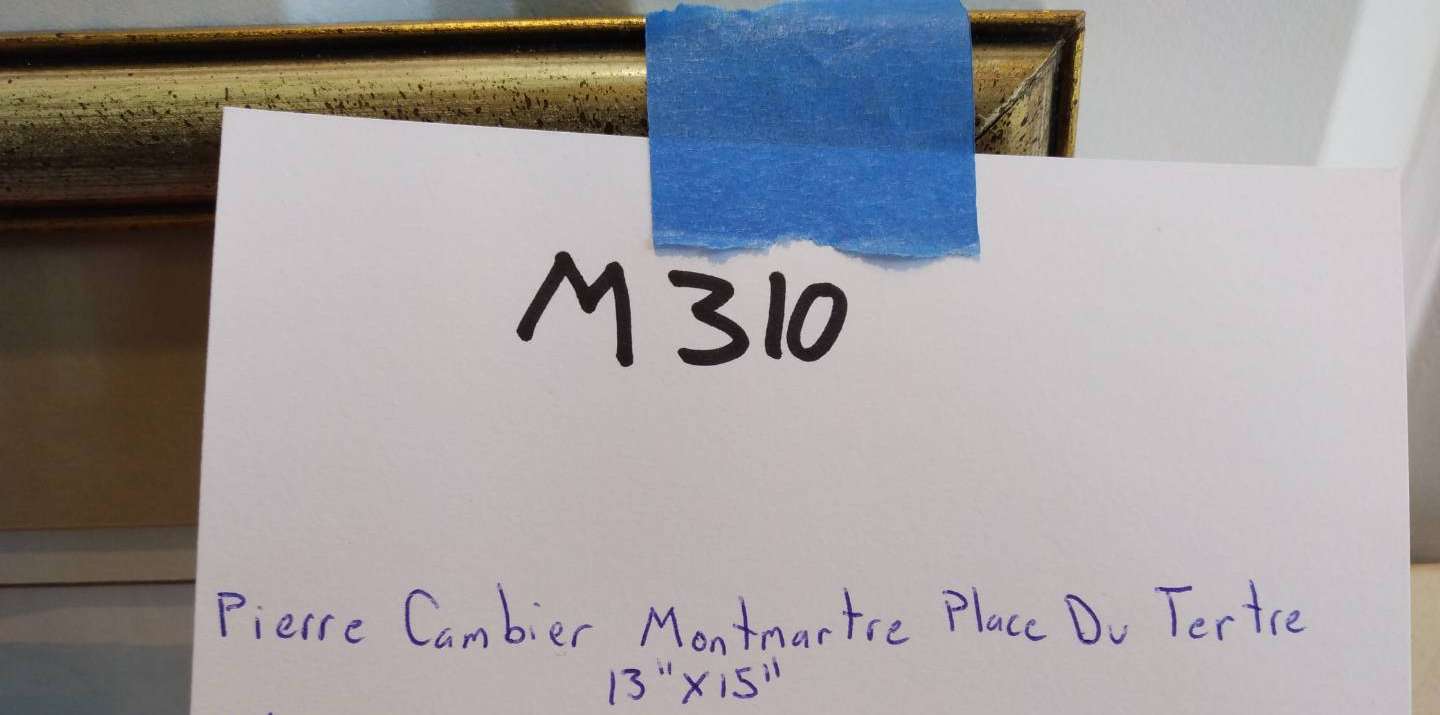 M310
Pierre Cambier Montmartre Place Du Tertre
13"x15"